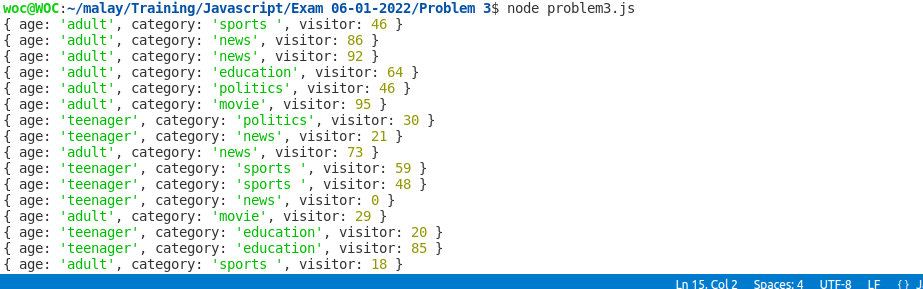 woc@WOC:~/malay/Training/Javascript/Exam 06-01-2022/Problem 3$ node problem3.js
{ age: 'adult', category: 'sports ', visitor: 46 }
{ age: 'adult', category: 'news', visitor: 86 }
{ age: 'adult', category: 'news', visitor: 92 }
{ age: 'adult', category: 'education', visitor: 64 }
{ age: 'adult', category: 'politics', visitor: 46 }
{ age: 'adult', category: 'movie', visitor: 95 }
{ age: 'teenager', category: 'politics', visitor: 30 }
{ age: 'teenager', category: 'news', visitor: 21 }
{ age: 'adult', category: 'news', visitor: 73 }
{ age: 'teenager', category: 'sports ', visitor: 59 }
{ age: 'teenager', category: 'sports ', visitor: 48 }
{ age: 'teenager', category: 'news', visitor: 0 }
{ age: 'adult', category: 'movie', visitor: 29 }
{ age: 'teenager', category: 'education', visitor: 20 }
{ age: 'teenager', category: 'education', visitor: 85 }
{ age: 'adult', category: 'sports ', visitor: 18 }
Ln 15, Col 2 Spaces: 4 UTF-8 LF {} J